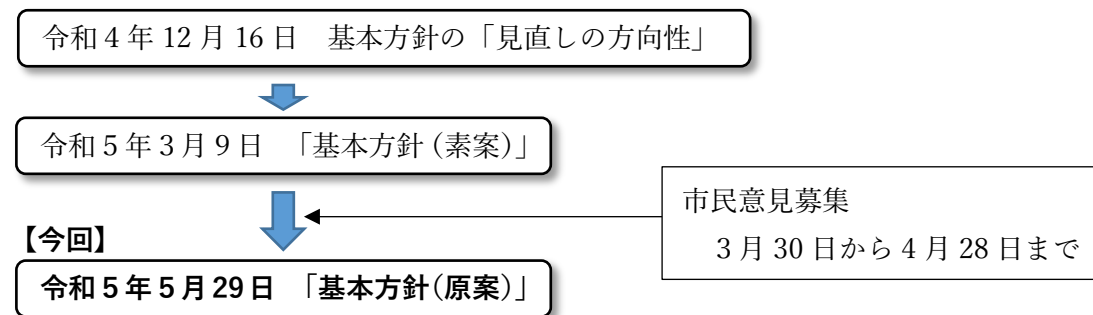 令和４年 12 月 16 日　基本方針の「見直しの方向性」
令和５年３月９日　「基本方針（素案）」
市民意見募集
３月 30 日から４月 28 日まで
【今回】
令和５年５月29日　「基本方針(原案)」